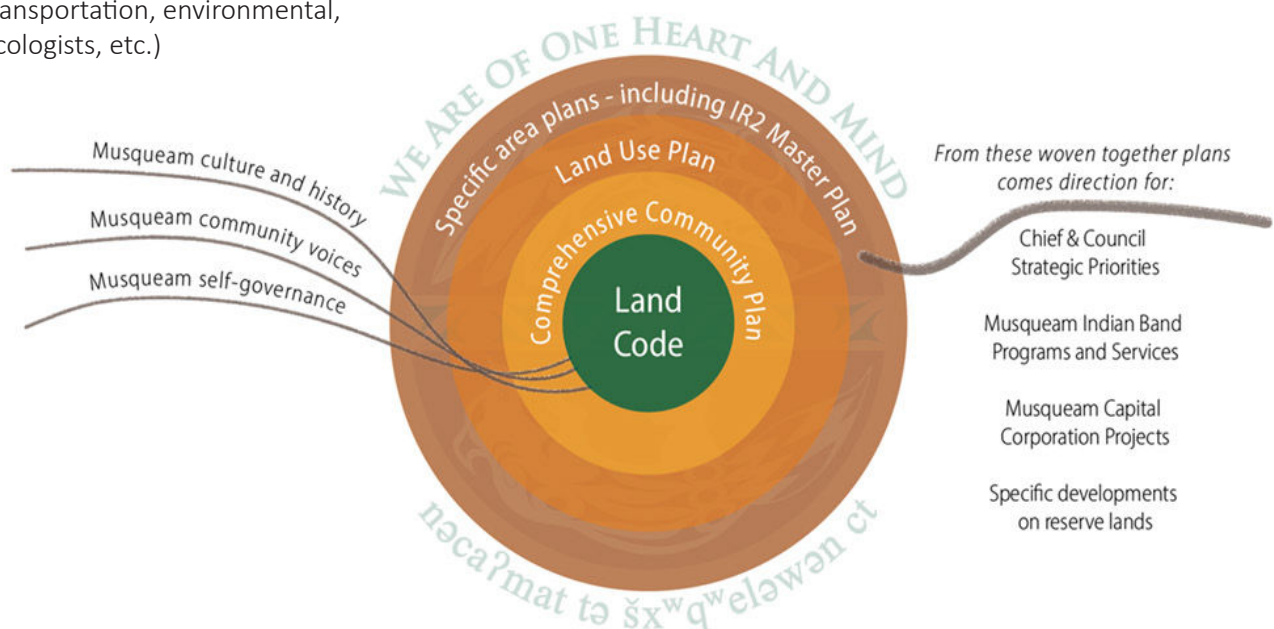 ansportation, environmental,
cologists, etc.)
WE ARE OF ONE HEART AND MIND
Musqueam culture and history
Musqueam community voices
Musqueam self-governance
Specific area plans - including IR2 Master Plan
Land Use Plan
Comprehensive Community Plan
Land
Code
nəcaʔmat tə šxʷqʷeləwən ct
From these woven together plans
comes direction for:
Chief & Council
Strategic Priorities
Musqueam Indian Band
Programs and Services
Musqueam Capital
Corporation Projects
Specific developments
on reserve lands